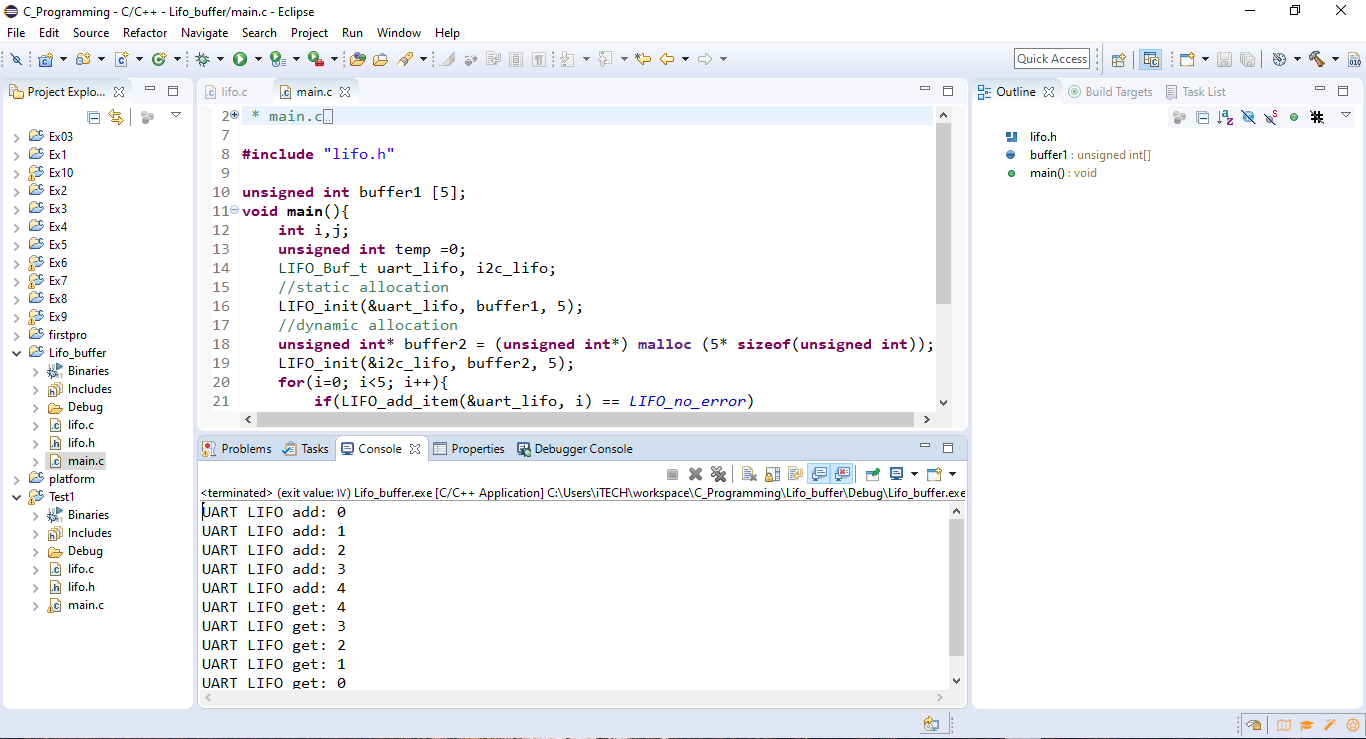 C_Programming - C/C++ - Lifo_buffer/main.c - Eclipse
File Edit Source Refactor Navigate Search Project Run Window Help
Quick Access
Project Explo...
Ex03
Ex1
Ex10
Ex2
Ex3
Ex4
Ex5
Ex6
Ex7
Ex8
Ex9
firstpro
Lifo_buffer
Binaries
Includes
Debug
lifo.c
lifo.h
main.c
platform
Test1
Binaries
Includes
Debug
lifo.c
lifo.h
main.c
lifo.c main.c
2 * main.c
7
8 #include "lifo.h"
9
10 unsigned int buffer1 [5];
11 void main(){
12 int i,j;
13 unsigned int temp =0;
14 LIFO_Buf_t uart_lifo, i2c_lifo;
15 //static allocation
16 LIFO_init(&uart_lifo, buffer1, 5);
17 //dynamic allocation
18 unsigned int* buffer2 = (unsigned int*) malloc (5* sizeof(unsigned int));
19 LIFO_init(&i2c_lifo, buffer2, 5);
20 for(i=0; i<5; i++){
21 if(LIFO_add_item(&uart_lifo, i) == LIFO_no_error)
Problems Tasks Console Properties Debugger Console
<terminated> (exit value: ١٧) Lifo_buffer.exe [C/C++ Application] C:\Users\iTECH\workspace\C_Programming\Lifo_buffer\Debug\Lifo_buffer.exe
UART LIFO add: 0
UART LIFO add: 1
UART LIFO add: 2
UART LIFO add: 3
UART LIFO add: 4
UART LIFO get: 4
UART LIFO get: 3
UART LIFO get: 2
UART LIFO get: 1
UART LIFO get: 0
Outline Build Targets Task List
lifo.h
buffer1 : unsigned int[]
main() : void